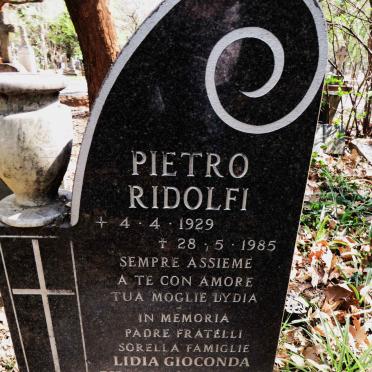 PIETRO
RIDOLFI
+ 4 · 4 · 1929
† 28 · 5 · 1985
SEMPRE ASSIEME
A TE CON AMORE
TUA MOGLIE LYDIA
IN MEMORIA
PADRE FRATELLI
SORELLA FAMIGLIE
LIDIA GIOCONDA